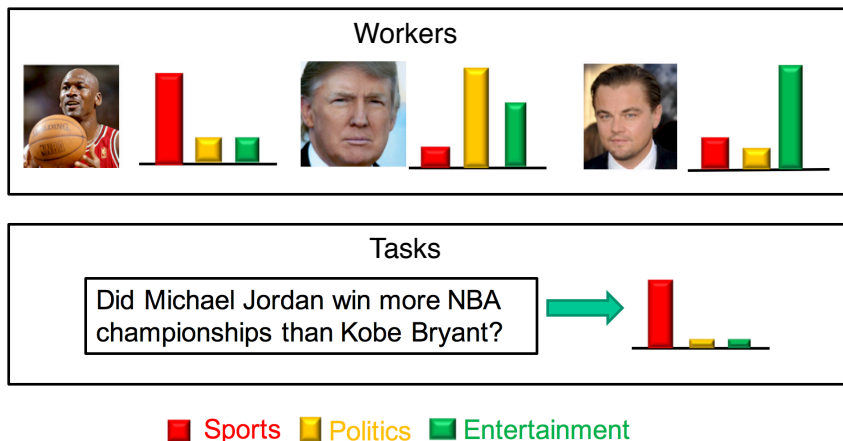 Workers
Tasks
Did Michael Jordan win more NBA
championships than Kobe Bryant?
Sports Politics Entertainment